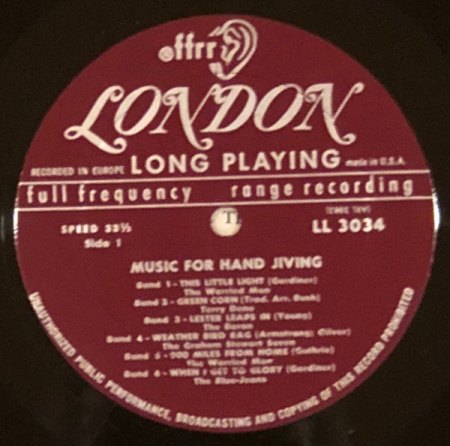 ffrr
LONDON
RECORDED IN EUROPE LONG PLAYING made in U.S.A.
full frequency range recording
SPEED 33⅓
LL 3034
Side 1
MUSIC FOR HAND JIVING
Band 1 - THIS LITTLE LIGHT (Gardiner)
The Worried Men
Band 2 - GREEN CORN (Trad. Arr. Bush)
Terry Dene
Band 3 - LESTER LEAPS IN (Young)
The Baron
Band 4 - WEATHER BIRD RAG (Armstrong; Oliver)
The Graham Stewart Seven
Band 5 - 900 MILES FROM HOME (Guthrie)
The Worried Men
Band 6 - WHEN I GET TO GLORY (Gardiner)
The Blue-Jeans
UNAUTHORIZED PUBLIC PERFORMANCE, BROADCASTING AND COPYING OF THIS RECORD PROHIBITED